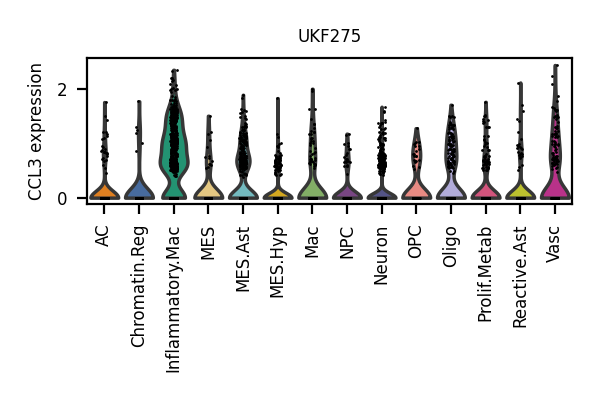 UKF275
CCL3 expression
2
0
AC
Chromatin.Reg
Inflammatory.Mac
MES
MES.Ast
MES.Hyp
Mac
NPC
Neuron
OPC
Oligo
Prolif.Metab
Reactive.Ast
Vasc